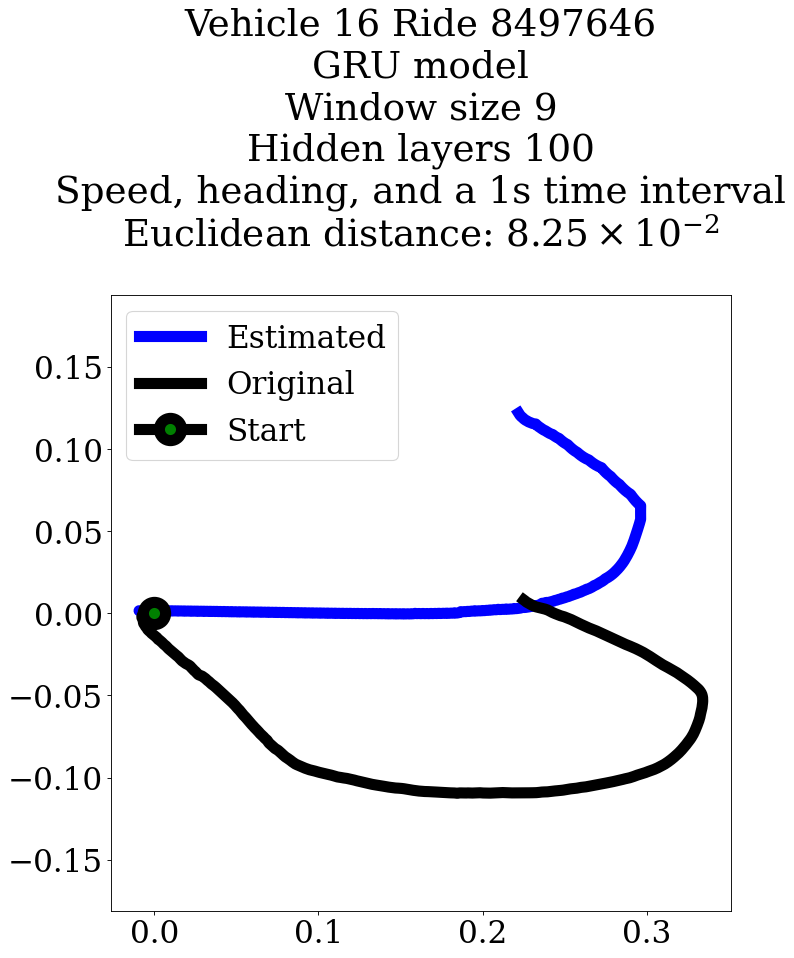 Vehicle 16 Ride 8497646
GRU model
Window size 9
Hidden layers 100
Speed, heading, and a 1s time interval
Euclidean distance: 8.25 × 10⁻²
Estimated
Original
Start
0.15
0.10
0.05
0.00
−0.05
−0.10
−0.15
0.0 0.1 0.2 0.3